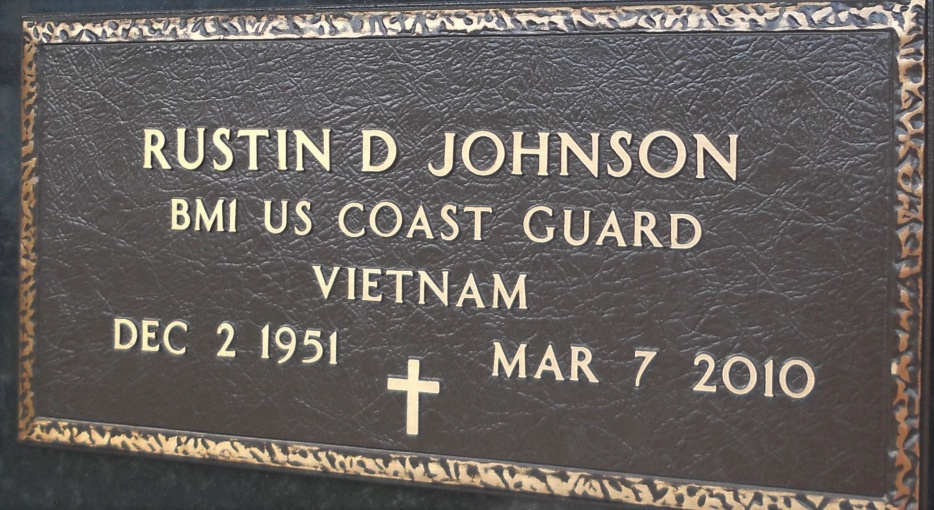 RUSTIN D JOHNSON
BM1 US COAST GUARD
VIETNAM
DEC 2 1951 MAR 7 2010